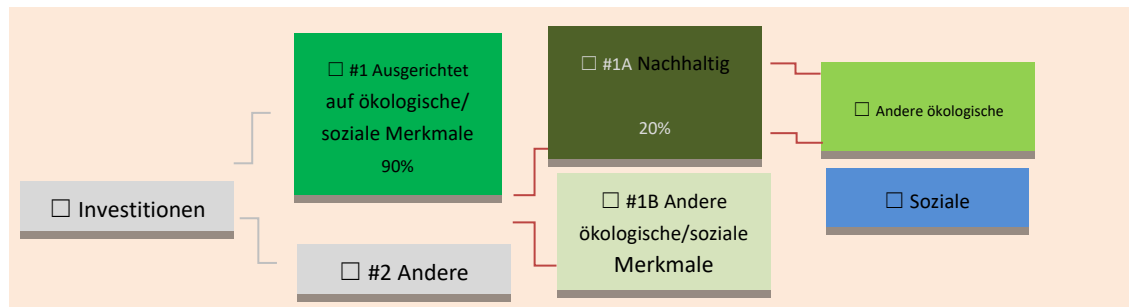 ☐ Investitionen
☐ #1 Ausgerichtet
auf ökologische/
soziale Merkmale
90%
☐ #2 Andere
☐ #1A Nachhaltig
20%
☐ #1B Andere
ökologische/soziale
Merkmale
☐ Andere ökologische
☐ Soziale